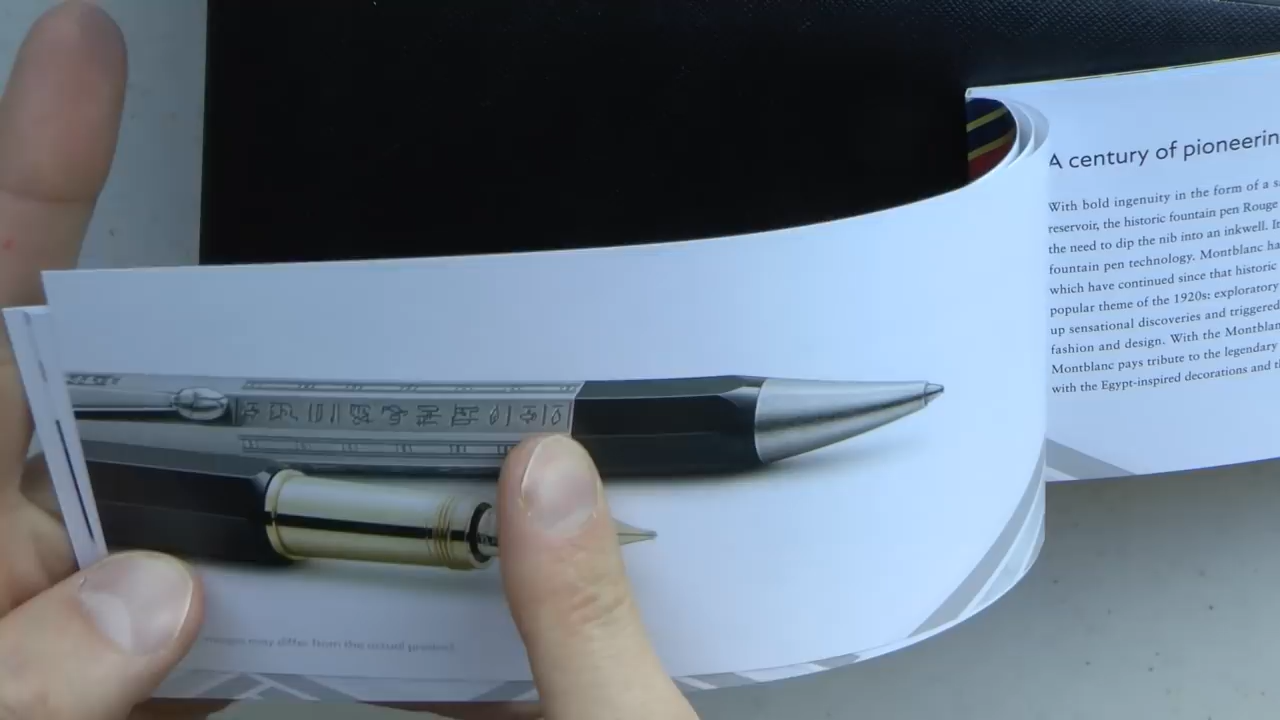 A century of pioneerin
With bold ingenuity in the form of a s
reservoir, the historic fountain pen Rouge
the need to dip the nib into an inkwell. It
fountain pen technology. Montblanc ha
which have continued since that historic
popular theme of the 1920s: exploratory
up sensational discoveries and triggered
fashion and design. With the Montblan
Montblanc pays tribute to the legendary
with the Egypt-inspired decorations and th
may differ from the actual product.